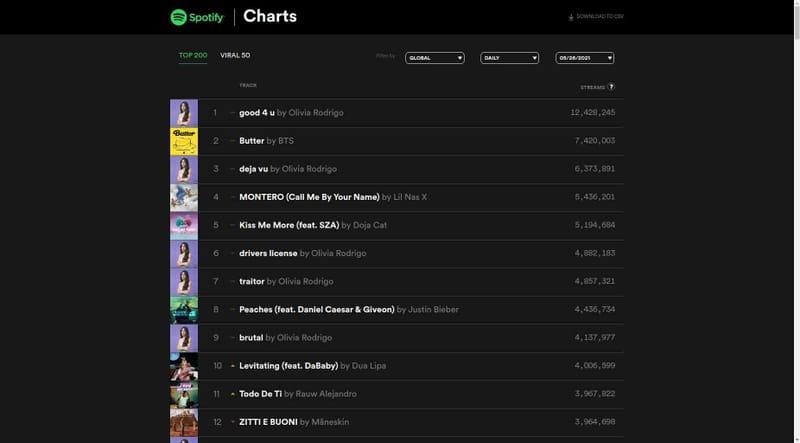 Spotify Charts DOWNLOAD TO CSV
TOP 200 VIRAL 50 Filter by GLOBAL DAILY 05/26/2021
TRACK STREAMS ?
1 good 4 u by Olivia Rodrigo 12,428,245
Butter
2 Butter by BTS 7,420,003
3 deja vu by Olivia Rodrigo 6,373,891
4 MONTERO (Call Me By Your Name) by Lil Nas X 5,436,201
5 Kiss Me More (feat. SZA) by Doja Cat 5,194,684
6 drivers license by Olivia Rodrigo 4,882,183
7 traitor by Olivia Rodrigo 4,857,321
8 Peaches (feat. Daniel Caesar & Giveon) by Justin Bieber 4,436,734
9 brutal by Olivia Rodrigo 4,137,977
10 Levitating (feat. DaBaby) by Dua Lipa 4,006,599
11 Todo De Ti by Rauw Alejandro 3,967,822
12 ZITTI E BUONI by Måneskin 3,964,698